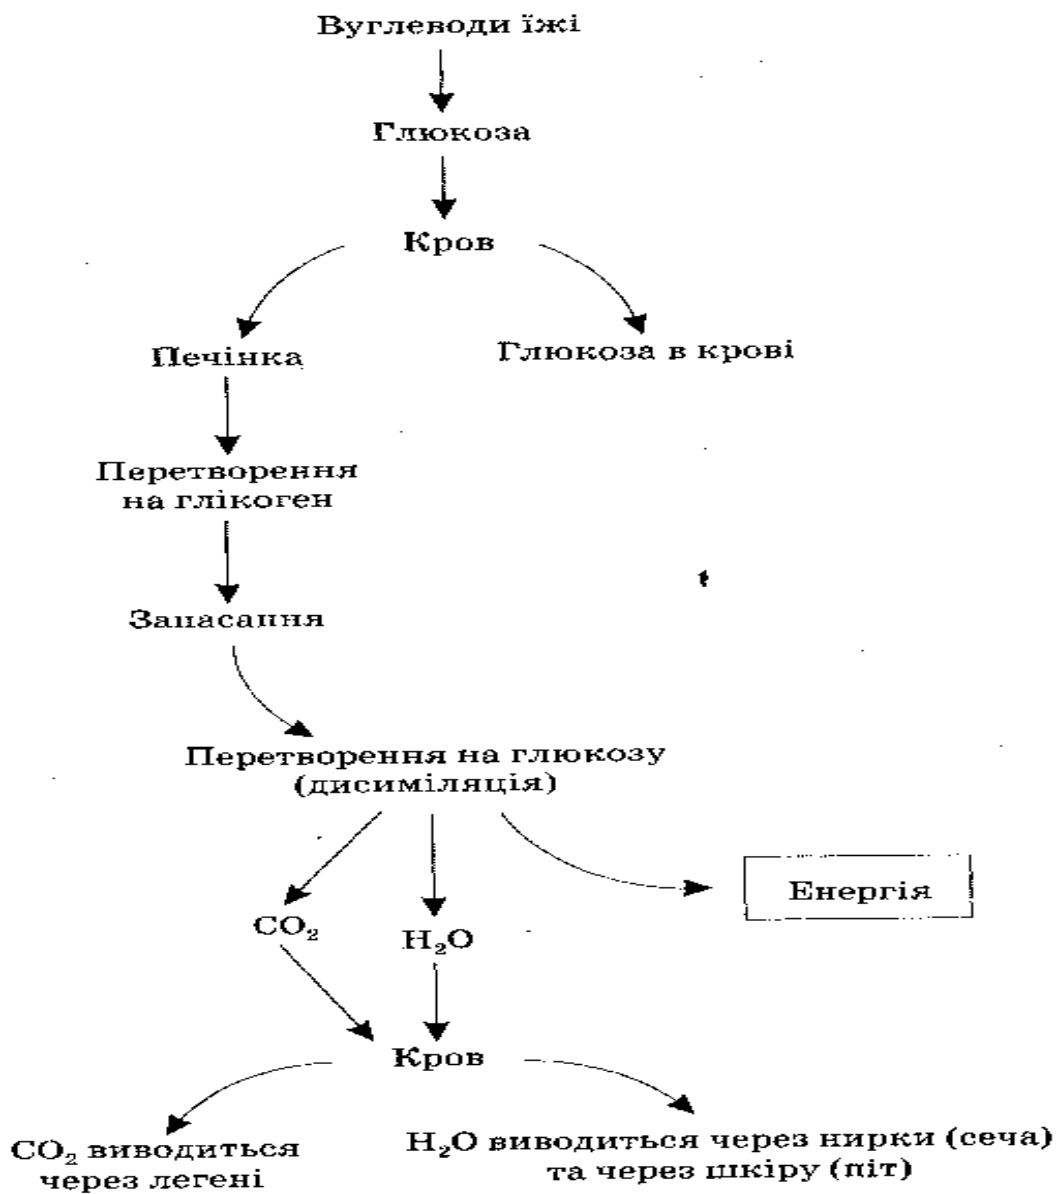 Вуглеводи їжі
Глюкоза
Кров
Печінка
Глюкоза в крові
Перетворення
на глікоген
Запасання
Перетворення на глюкозу
(дисиміляція)
Енергія
CO₂
H₂O
Кров
CO₂ виводиться
через легені
H₂O виводиться через нирки (сеча)
та через шкіру (піт)